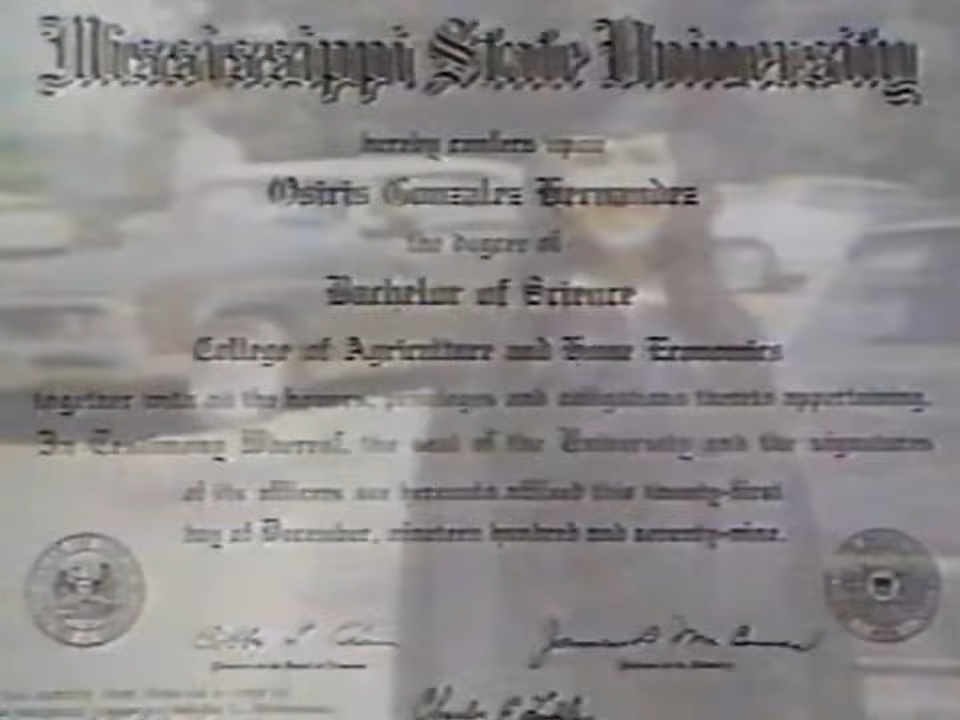 Mississippi State University
hereby confers upon
Osiris Gonzalez Hernandez
the degree of
Bachelor of Science
College of Agriculture and Home Economics
together with all the honors, privileges and obligations thereto appertaining.
In Testimony Whereof, the seal of the University and the signatures
of its officers are hereunto affixed this twenty-first
day of December, nineteen hundred and seventy-nine.